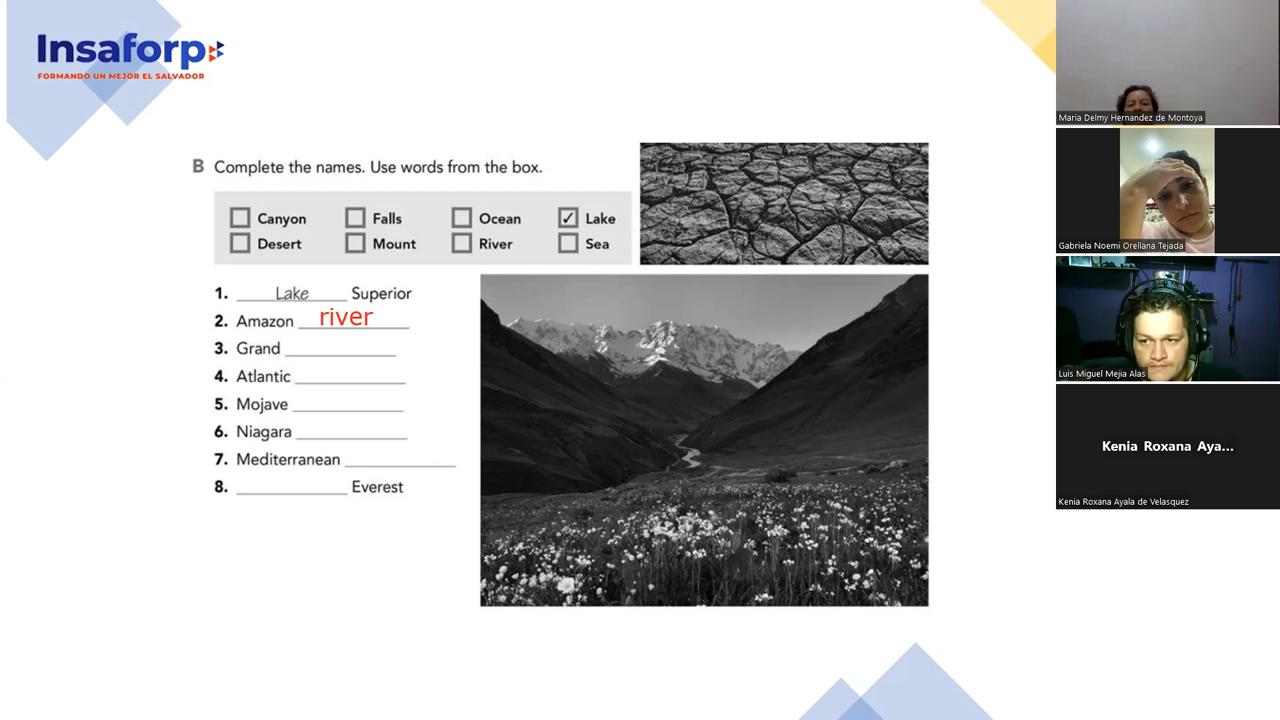 Insaforp
FORMANDO UN MEJOR EL SALVADOR
B Complete the names. Use words from the box.
Canyon Falls Ocean ✓ Lake
Desert Mount River Sea
1. Lake Superior
2. Amazon river
3. Grand
4. Atlantic
5. Mojave
6. Niagara
7. Mediterranean
8. Everest
Maria Delmy Hernandez de Montoya
Gabriela Noemi Orellana Tejada
Luis Miguel Mejia Alas
Kenia Roxana Aya...
Kenia Roxana Ayala de Velasquez